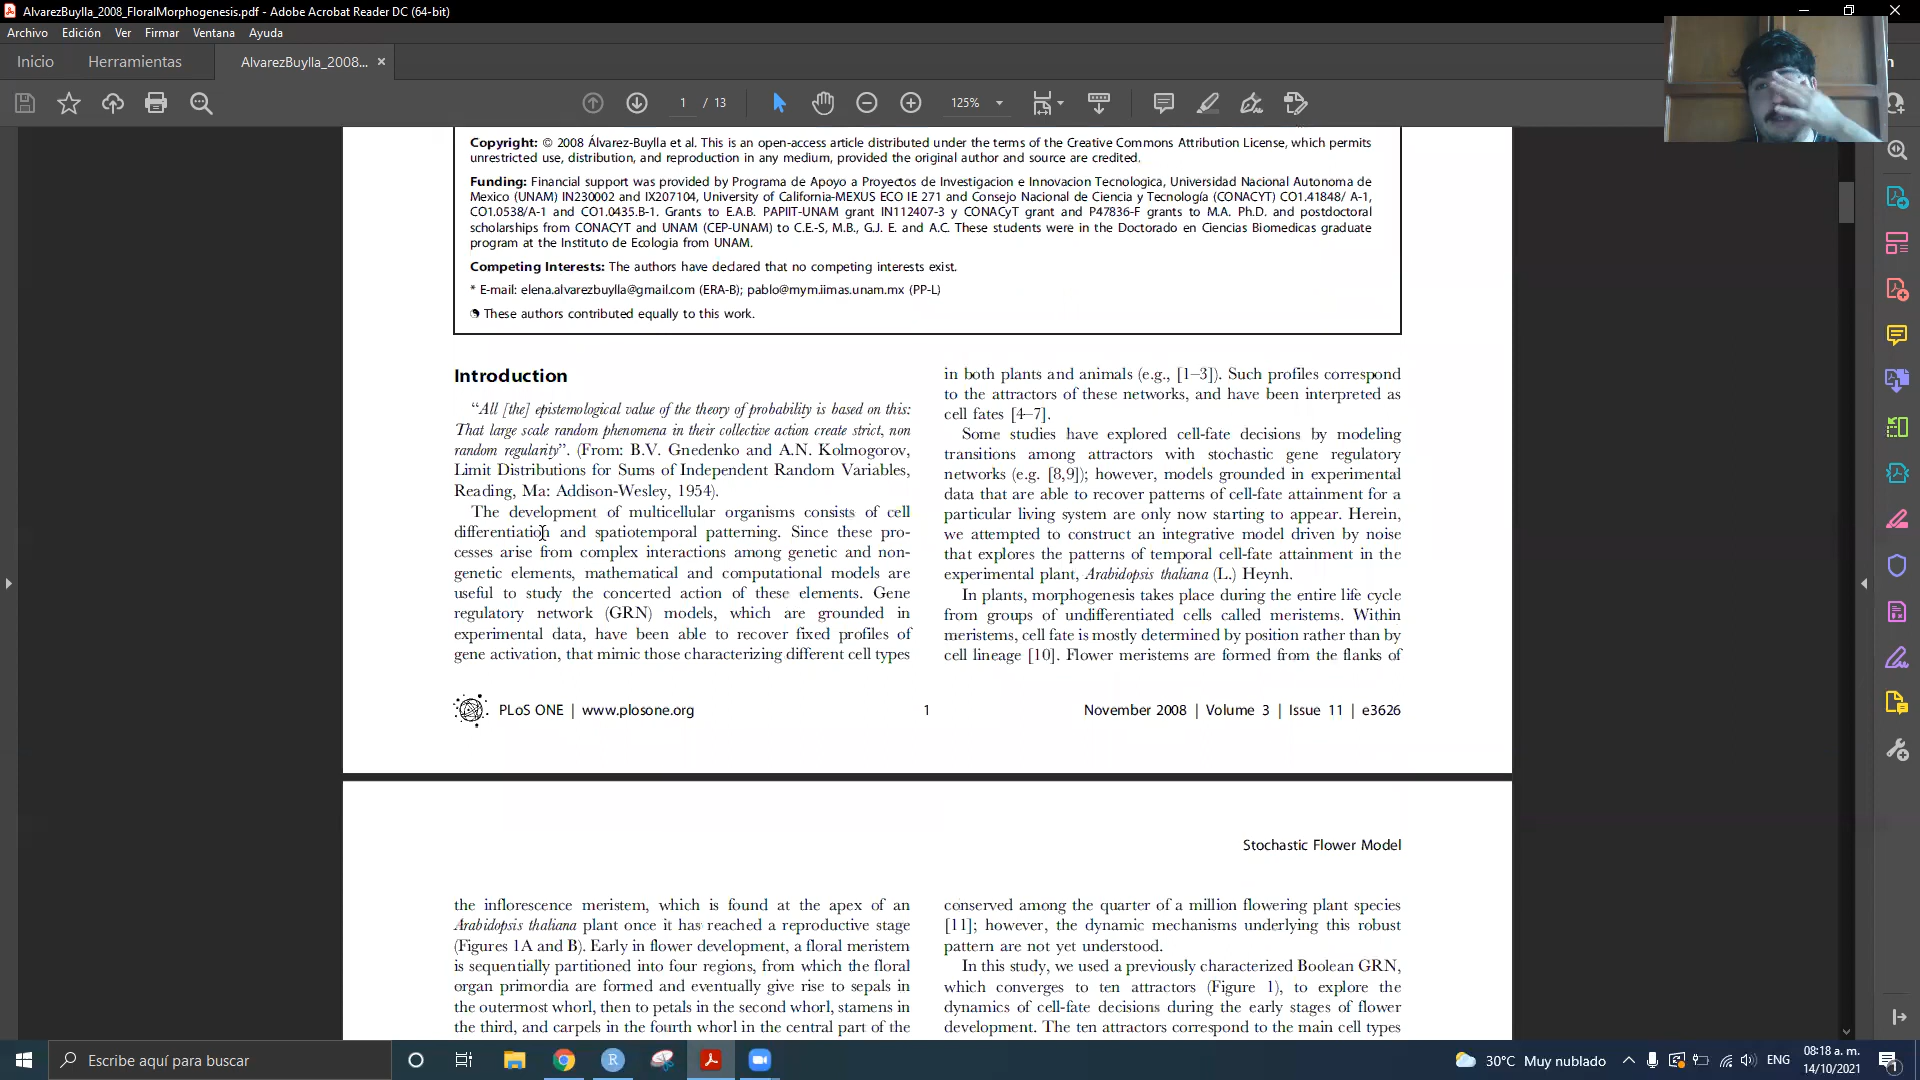 AlvarezBuylla_2008_FloralMorphogenesis.pdf - Adobe Acrobat Reader DC (64-bit)
Archivo Edición Ver Firmar Ventana Ayuda
Inicio Herramientas AlvarezBuylla_2008... ×
1 / 13 125%
Copyright: © 2008 Álvarez-Buylla et al. This is an open-access article distributed under the terms of the Creative Commons Attribution License, which permits
unrestricted use, distribution, and reproduction in any medium, provided the original author and source are credited.
Funding: Financial support was provided by Programa de Apoyo a Proyectos de Investigacion e Innovacion Tecnologica, Universidad Nacional Autonoma de
Mexico (UNAM) IN230002 and IX207104, University of California-MEXUS ECO IE 271 and Consejo Nacional de Ciencia y Tecnología (CONACYT) CO1.41848/ A-1,
CO1.0538/A-1 and CO1.0435.B-1. Grants to E.A.B. PAPIIT-UNAM grant IN112407-3 y CONACyT grant and P47836-F grants to M.A. Ph.D. and postdoctoral
scholarships from CONACYT and UNAM (CEP-UNAM) to C.E.-S, M.B., G.J. E. and A.C. These students were in the Doctorado en Ciencias Biomedicas graduate
program at the Instituto de Ecologia from UNAM.
Competing Interests: The authors have declared that no competing interests exist.
* E-mail: elena.alvarezbuylla@gmail.com (ERA-B); pablo@mym.iimas.unam.mx (PP-L)
These authors contributed equally to this work.
Introduction
“All [the] epistemological value of the theory of probability is based on this:
That large scale random phenomena in their collective action create strict, non
random regularity”. (From: B.V. Gnedenko and A.N. Kolmogorov,
Limit Distributions for Sums of Independent Random Variables,
Reading, Ma: Addison-Wesley, 1954).
The development of multicellular organisms consists of cell
differentiation and spatiotemporal patterning. Since these pro-
cesses arise from complex interactions among genetic and non-
genetic elements, mathematical and computational models are
useful to study the concerted action of these elements. Gene
regulatory network (GRN) models, which are grounded in
experimental data, have been able to recover fixed profiles of
gene activation, that mimic those characterizing different cell types
in both plants and animals (e.g., [1–3]). Such profiles correspond
to the attractors of these networks, and have been interpreted as
cell fates [4–7].
Some studies have explored cell-fate decisions by modeling
transitions among attractors with stochastic gene regulatory
networks (e.g. [8,9]); however, models grounded in experimental
data that are able to recover patterns of cell-fate attainment for a
particular living system are only now starting to appear. Herein,
we attempted to construct an integrative model driven by noise
that explores the patterns of temporal cell-fate attainment in the
experimental plant, Arabidopsis thaliana (L.) Heynh.
In plants, morphogenesis takes place during the entire life cycle
from groups of undifferentiated cells called meristems. Within
meristems, cell fate is mostly determined by position rather than by
cell lineage [10]. Flower meristems are formed from the flanks of
PLoS ONE | www.plosone.org 1 November 2008 | Volume 3 | Issue 11 | e3626
Stochastic Flower Model
the inflorescence meristem, which is found at the apex of an
Arabidopsis thaliana plant once it has reached a reproductive stage
(Figures 1A and B). Early in flower development, a floral meristem
is sequentially partitioned into four regions, from which the floral
organ primordia are formed and eventually give rise to sepals in
the outermost whorl, then to petals in the second whorl, stamens in
the third, and carpels in the fourth whorl in the central part of the
conserved among the quarter of a million flowering plant species
[11]; however, the dynamic mechanisms underlying this robust
pattern are not yet understood.
In this study, we used a previously characterized Boolean GRN,
which converges to ten attractors (Figure 1), to explore the
dynamics of cell-fate decisions during the early stages of flower
development. The ten attractors correspond to the main cell types
Escribe aquí para buscar
30°C Muy nublado ENG 08:18 a. m.
14/10/2021